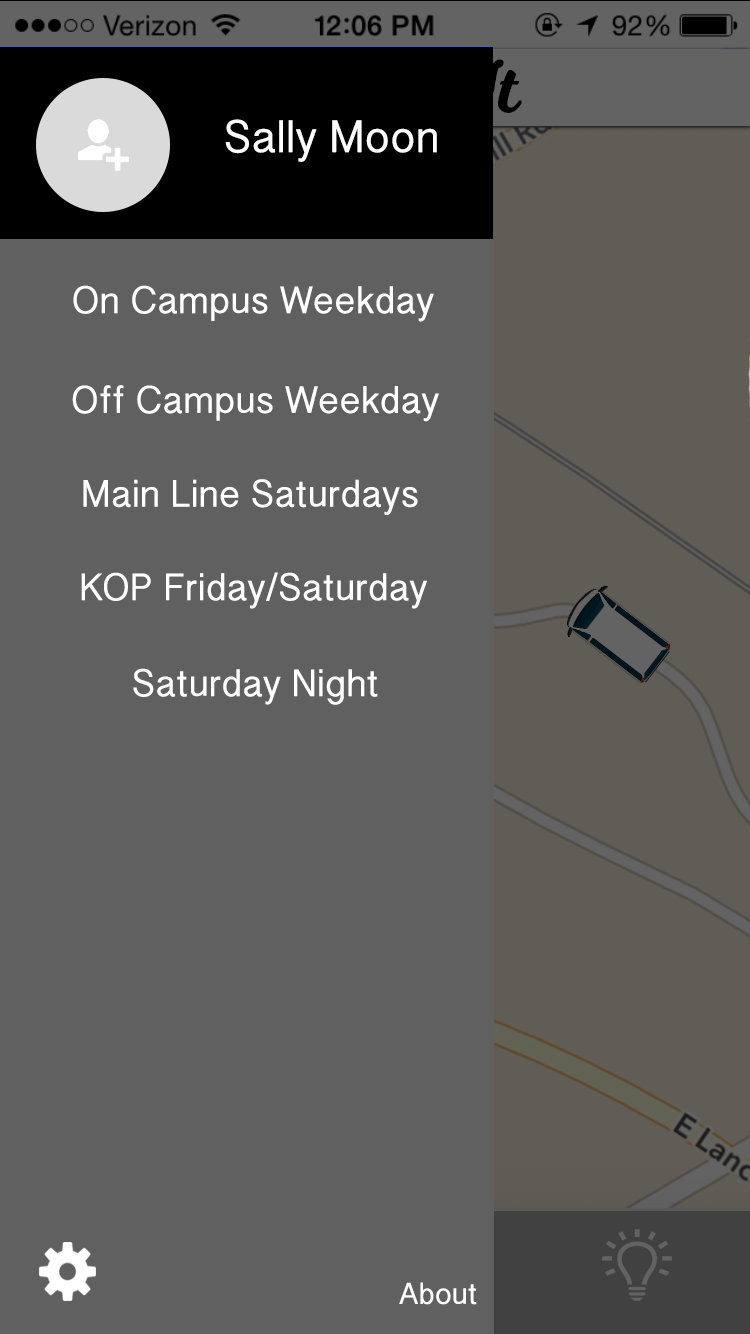 Verizon 12:06 PM 92%
Sally Moon
On Campus Weekday
Off Campus Weekday
Main Line Saturdays
KOP Friday/Saturday
Saturday Night
E Lanc
About